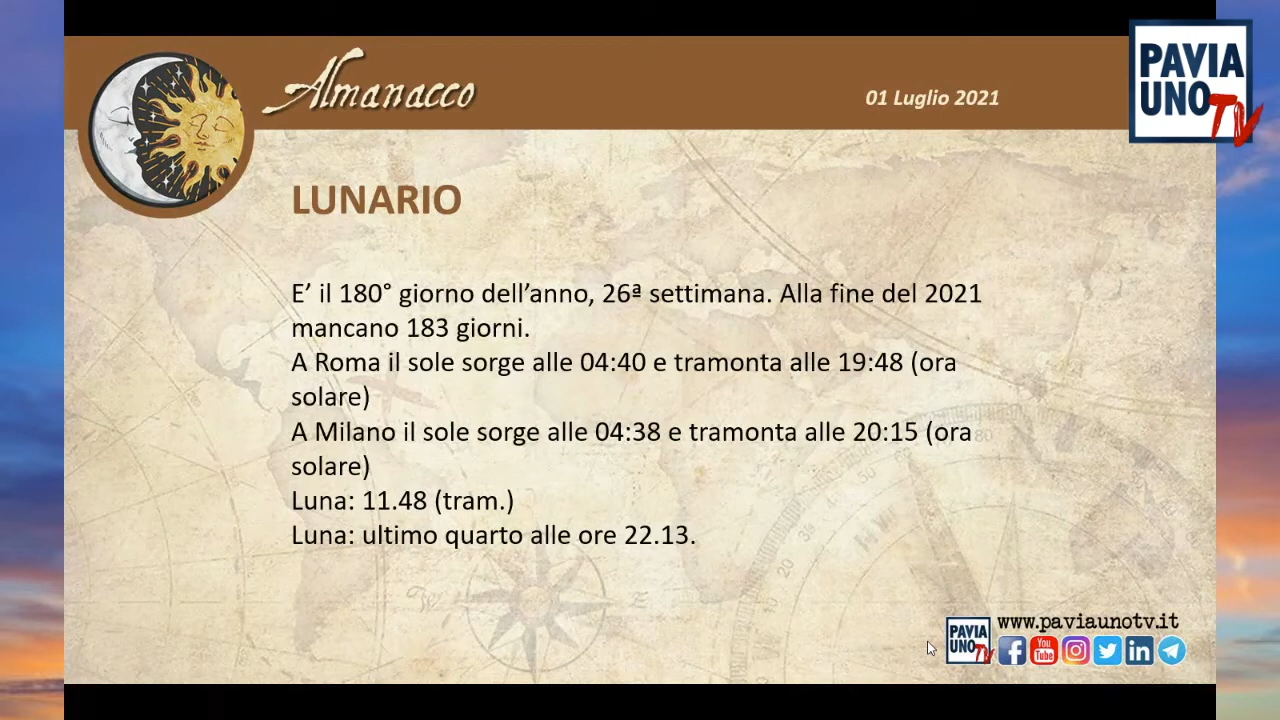 Almanacco
01 Luglio 2021
PAVIA
UNO TV
LUNARIO
E’ il 180° giorno dell’anno, 26ª settimana. Alla fine del 2021
mancano 183 giorni.
A Roma il sole sorge alle 04:40 e tramonta alle 19:48 (ora
solare)
A Milano il sole sorge alle 04:38 e tramonta alle 20:15 (ora
solare)
Luna: 11.48 (tram.)
Luna: ultimo quarto alle ore 22.13.
www.paviaunotv.it
PAVIA
UNO TV
You
Tube
in